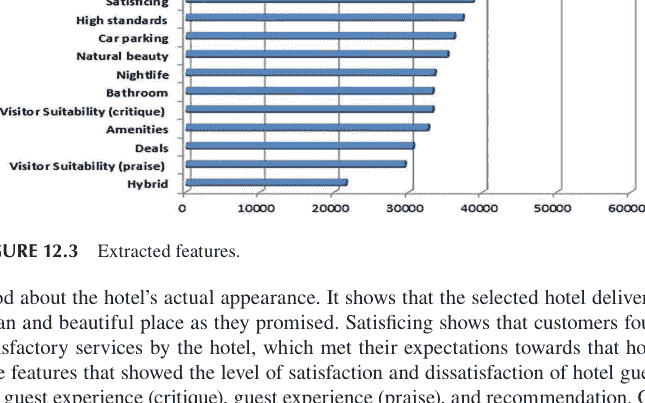 Satisficing
High standards
Car parking
Natural beauty
Nightlife
Bathroom
Visitor Suitability (critique)
Amenities
Deals
Visitor Suitability (praise)
Hybrid
0 10000 20000 30000 40000 50000 60000
GURE 12.3 Extracted features.
od about the hotel's actual appearance. It shows that the selected hotel deliver
an and beautiful place as they promised. Satisficing shows that customers fou
isfactory services by the hotel, which met their expectations towards that ho
e features that showed the level of satisfaction and dissatisfaction of hotel gue
guest experience (critique), guest experience (praise), and recommendation.